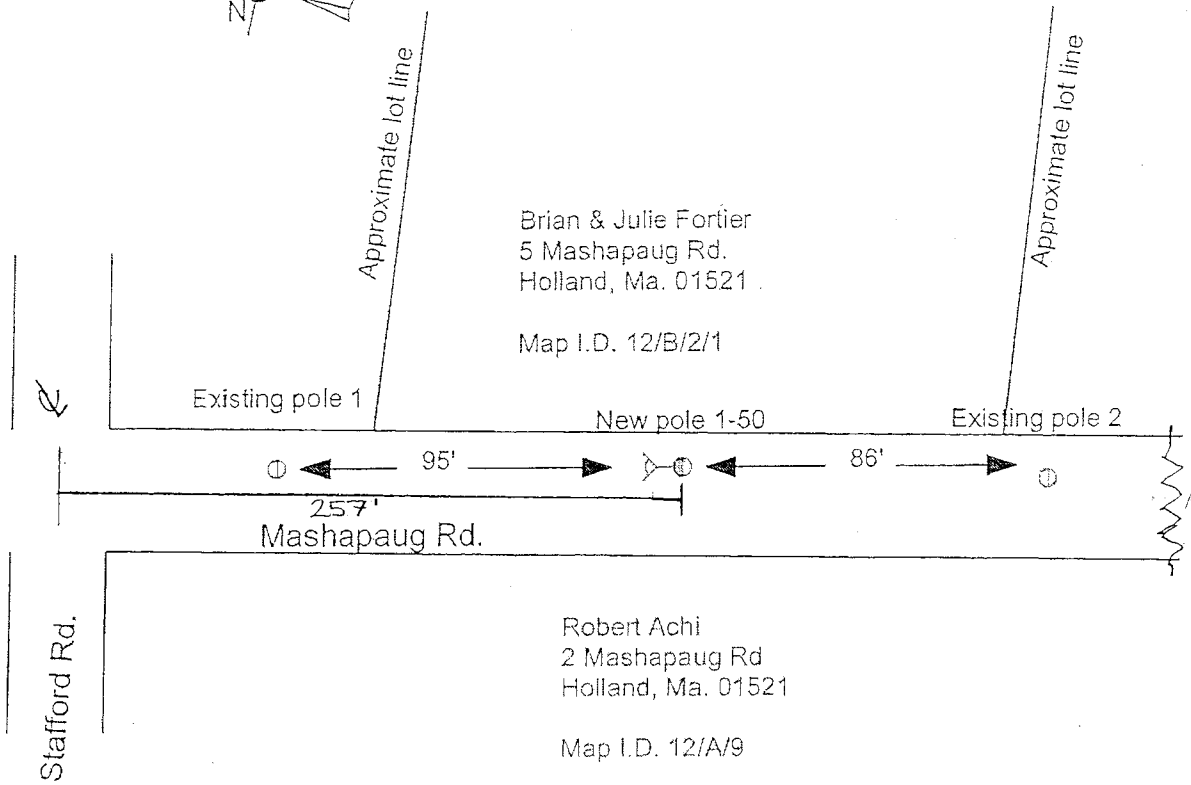 N
Approximate lot line
Approximate lot line
Brian & Julie Fortier
5 Mashapaug Rd.
Holland, Ma. 01521
Map I.D. 12/B/2/1
℄
Existing pole 1
New pole 1-50
Existing pole 2
95'
86'
257'
Mashapaug Rd.
Stafford Rd.
Robert Achi
2 Mashapaug Rd
Holland, Ma. 01521
Map I.D. 12/A/9